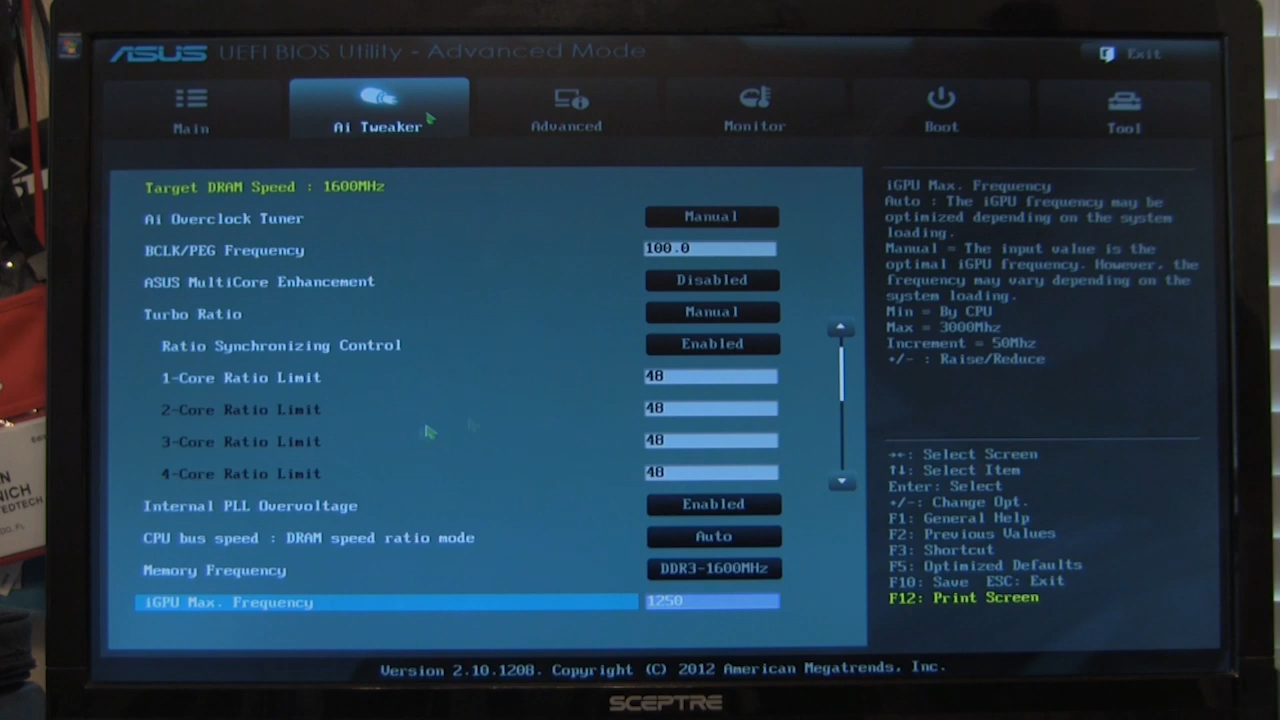 ASUS UEFI BIOS Utility - Advanced Mode
Exit
Main
Ai Tweaker
Advanced
Monitor
Boot
Tool
Target DRAM Speed : 1600MHz
Ai Overclock Tuner Manual
BCLK/PEG Frequency 100.0
ASUS MultiCore Enhancement Disabled
Turbo Ratio Manual
Ratio Synchronizing Control Enabled
1-Core Ratio Limit 48
2-Core Ratio Limit 48
3-Core Ratio Limit 48
4-Core Ratio Limit 48
Internal PLL Overvoltage Enabled
CPU bus speed : DRAM speed ratio mode Auto
Memory Frequency DDR3-1600MHz
iGPU Max. Frequency 1250
iGPU Max. Frequency
Auto : The iGPU frequency may be
optimized depending on the system
loading.
Manual = The input value is the
optimal iGPU frequency. However, the
frequency may vary depending on the
system loading.
Min = By CPU
Max = 3000Mhz
Increment = 50Mhz
+/- : Raise/Reduce
→←: Select Screen
↑↓: Select Item
Enter: Select
+/-: Change Opt.
F1: General Help
F2: Previous Values
F3: Shortcut
F5: Optimized Defaults
F10: Save ESC: Exit
F12: Print Screen
Version 2.10.1208. Copyright (C) 2012 American Megatrends, Inc.
SCEPTRE